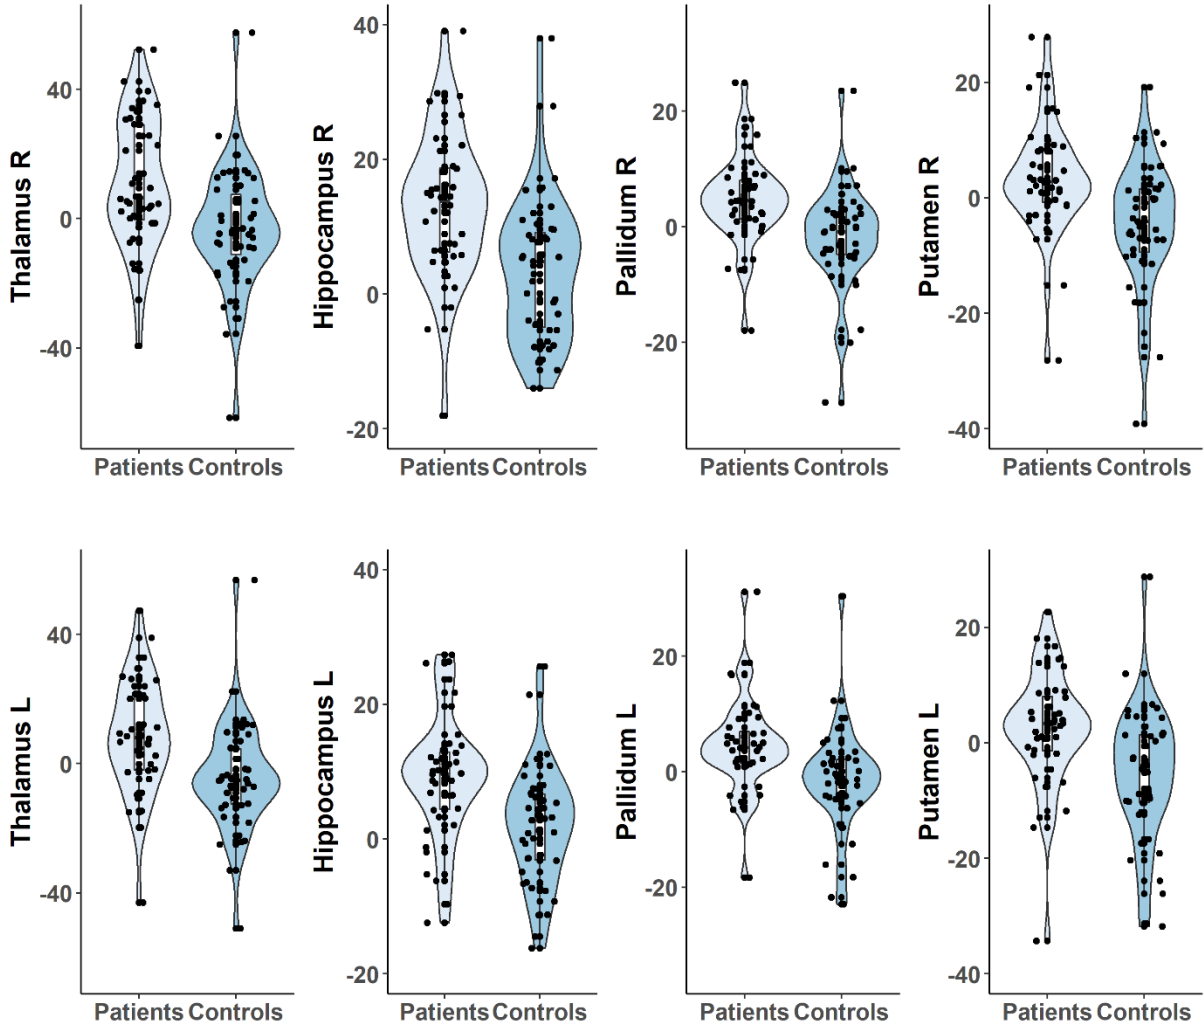 Thalamus R
40
0
-40
Patients Controls
Hippocampus R
40
20
0
-20
Patients Controls
Pallidum R
20
0
-20
Patients Controls
Putamen R
20
0
-20
-40
Patients Controls
Thalamus L
40
0
-40
Patients Controls
Hippocampus L
40
20
0
-20
Patients Controls
Pallidum L
20
0
-20
Patients Controls
Putamen L
20
0
-20
-40
Patients Controls